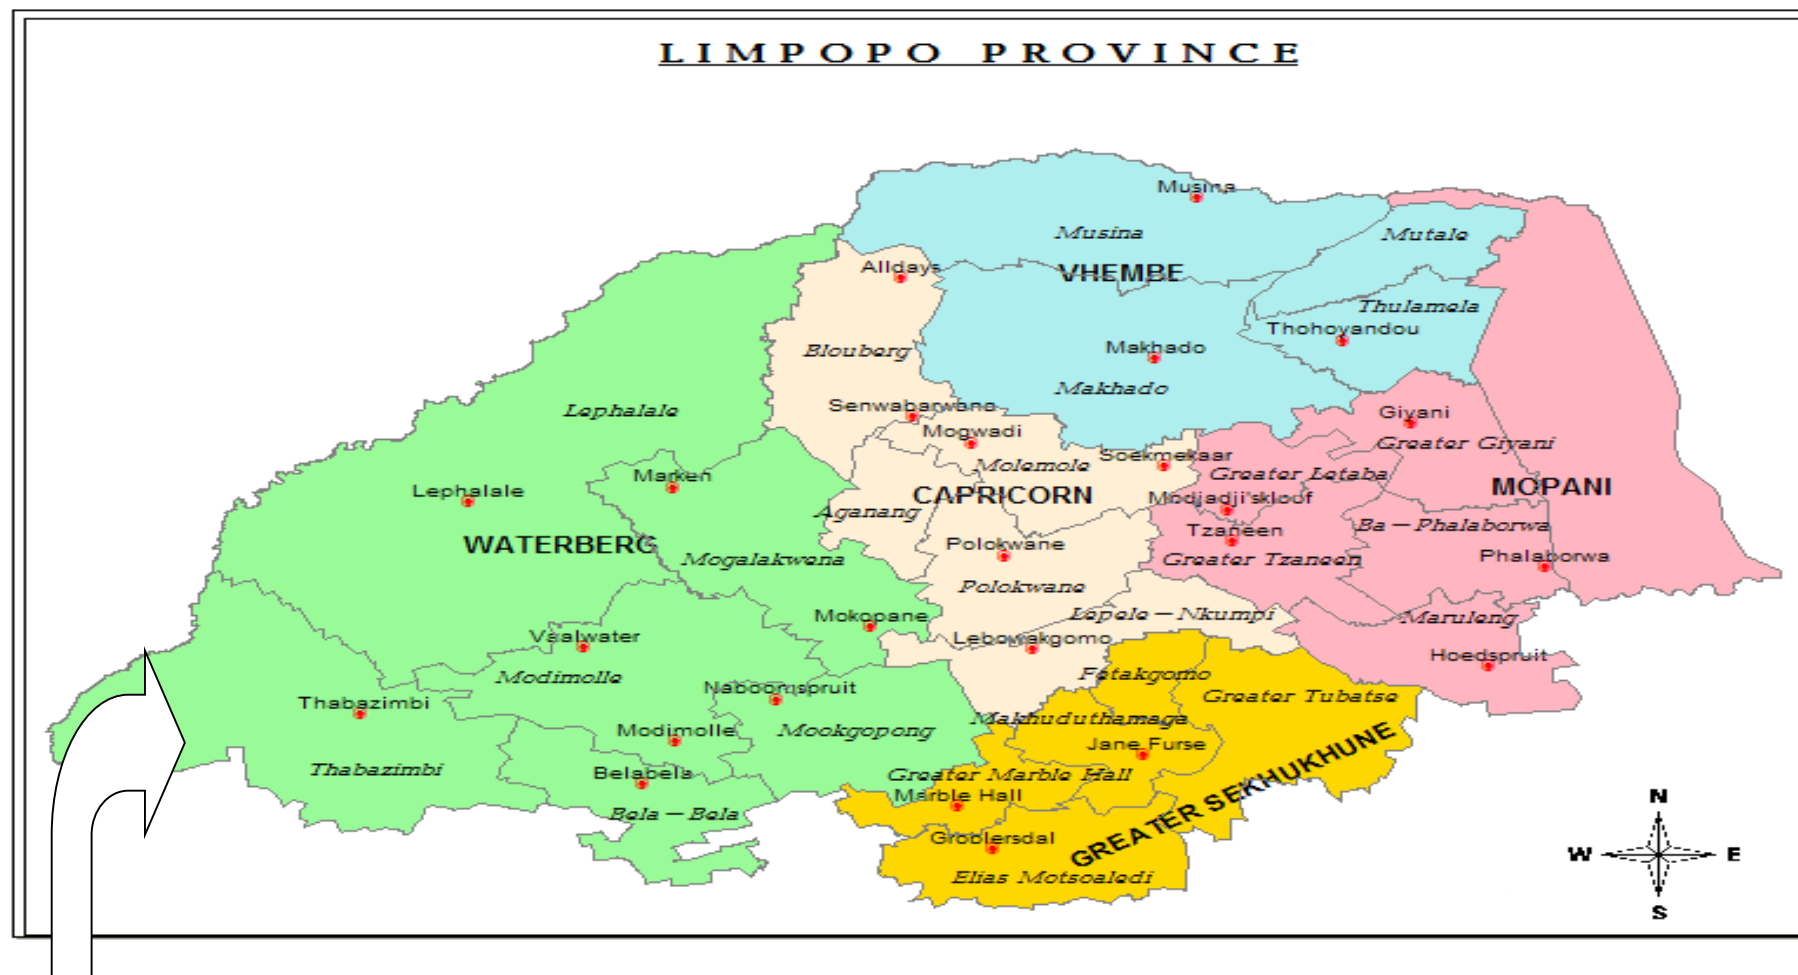 LIMPOPO PROVINCE
Musina
Musina
Mutale
Alldays
VHEMBE
Thulamela
Thohoyandou
Blouberg
Makhado
Makhado
Lephalale
Senwabarwano
Giyani
Mogwadi
Greater Giyani
Soekmekaar
Molemole
Marken
Greater Letaba
Lephalale
CAPRICORN
Modjadji'skloof
MOPANI
Aganang
Tzaneen
Ba-Phalaborwa
WATERBERG
Polokwane
Mogalakwena
Greater Tzaneen
Phalaborwa
Polokwane
Mokopane
Lepele-Nkumpi
Maruleng
Vaalwater
Lebowakgomo
Hoedspruit
Modimolle
Fetakgomo
Naboomspruit
Greater Tubatse
Thabazimbi
Makhuduthamaga
Modimolle
Mookgopong
Jane Furse
Thabazimbi
Belabela
Greater Marble Hall
Marble Hall
GREATER SEKHUKHUNE
Bela-Bela
Groblersdal
Elias Motsoaledi
N
W E
S